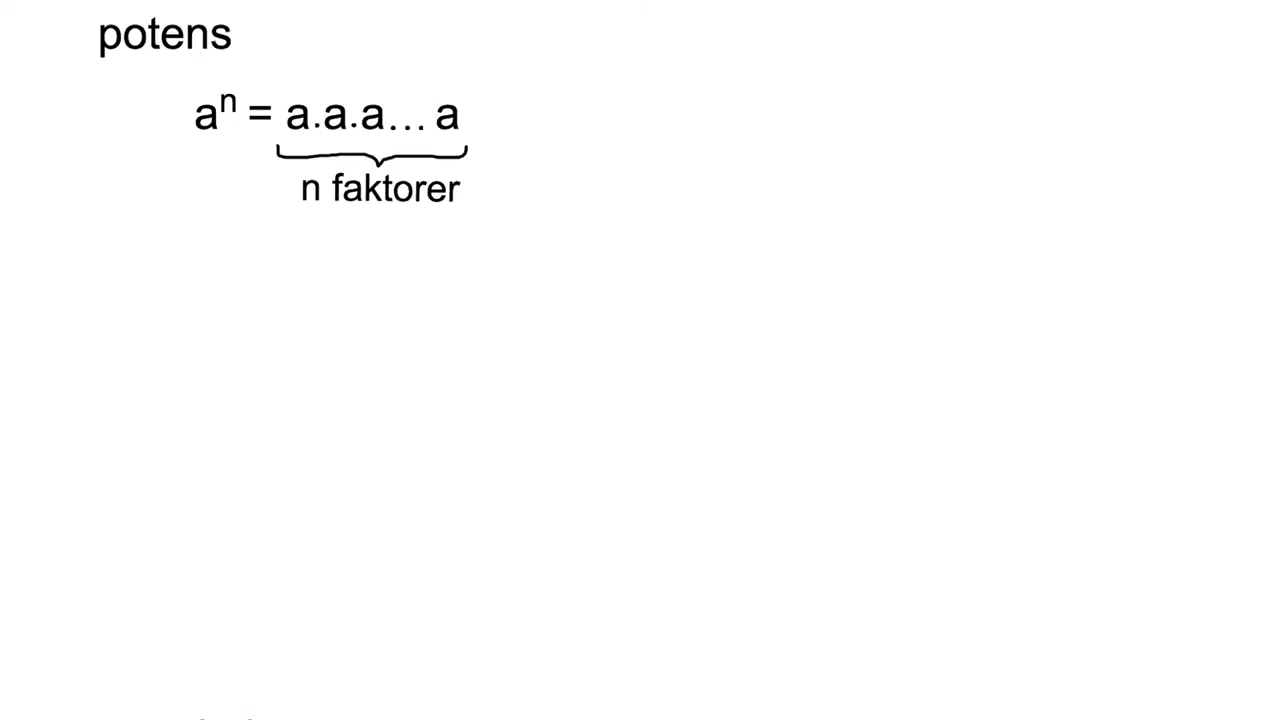 potens
aⁿ = a.a.a... a
n faktorer